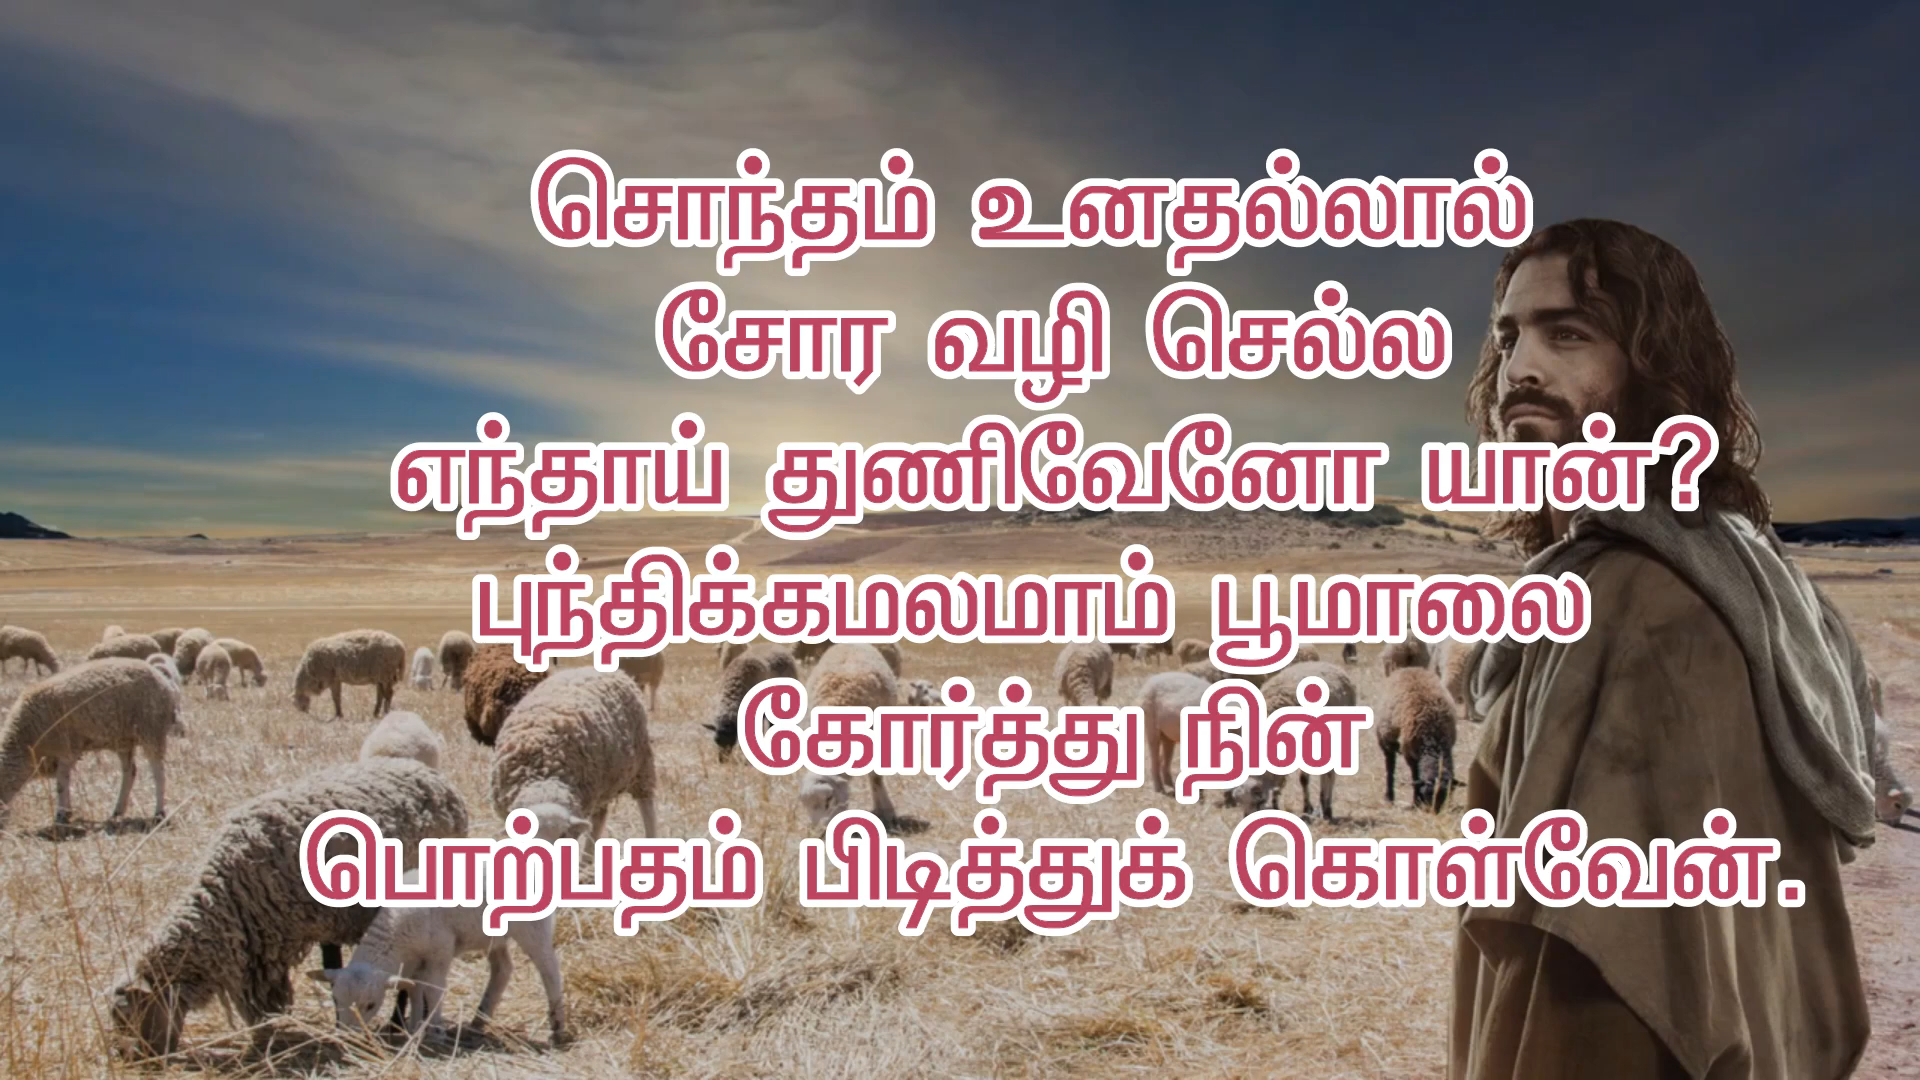 சொந்தம் உனதல்லால்
சோர வழி செல்ல
எந்தாய் துணிவேனோ யான்?
புந்திக்கமலமாம் பூமாலை
கோர்த்து நின்
பொற்பதம் பிடித்துக் கொள்வேன்.